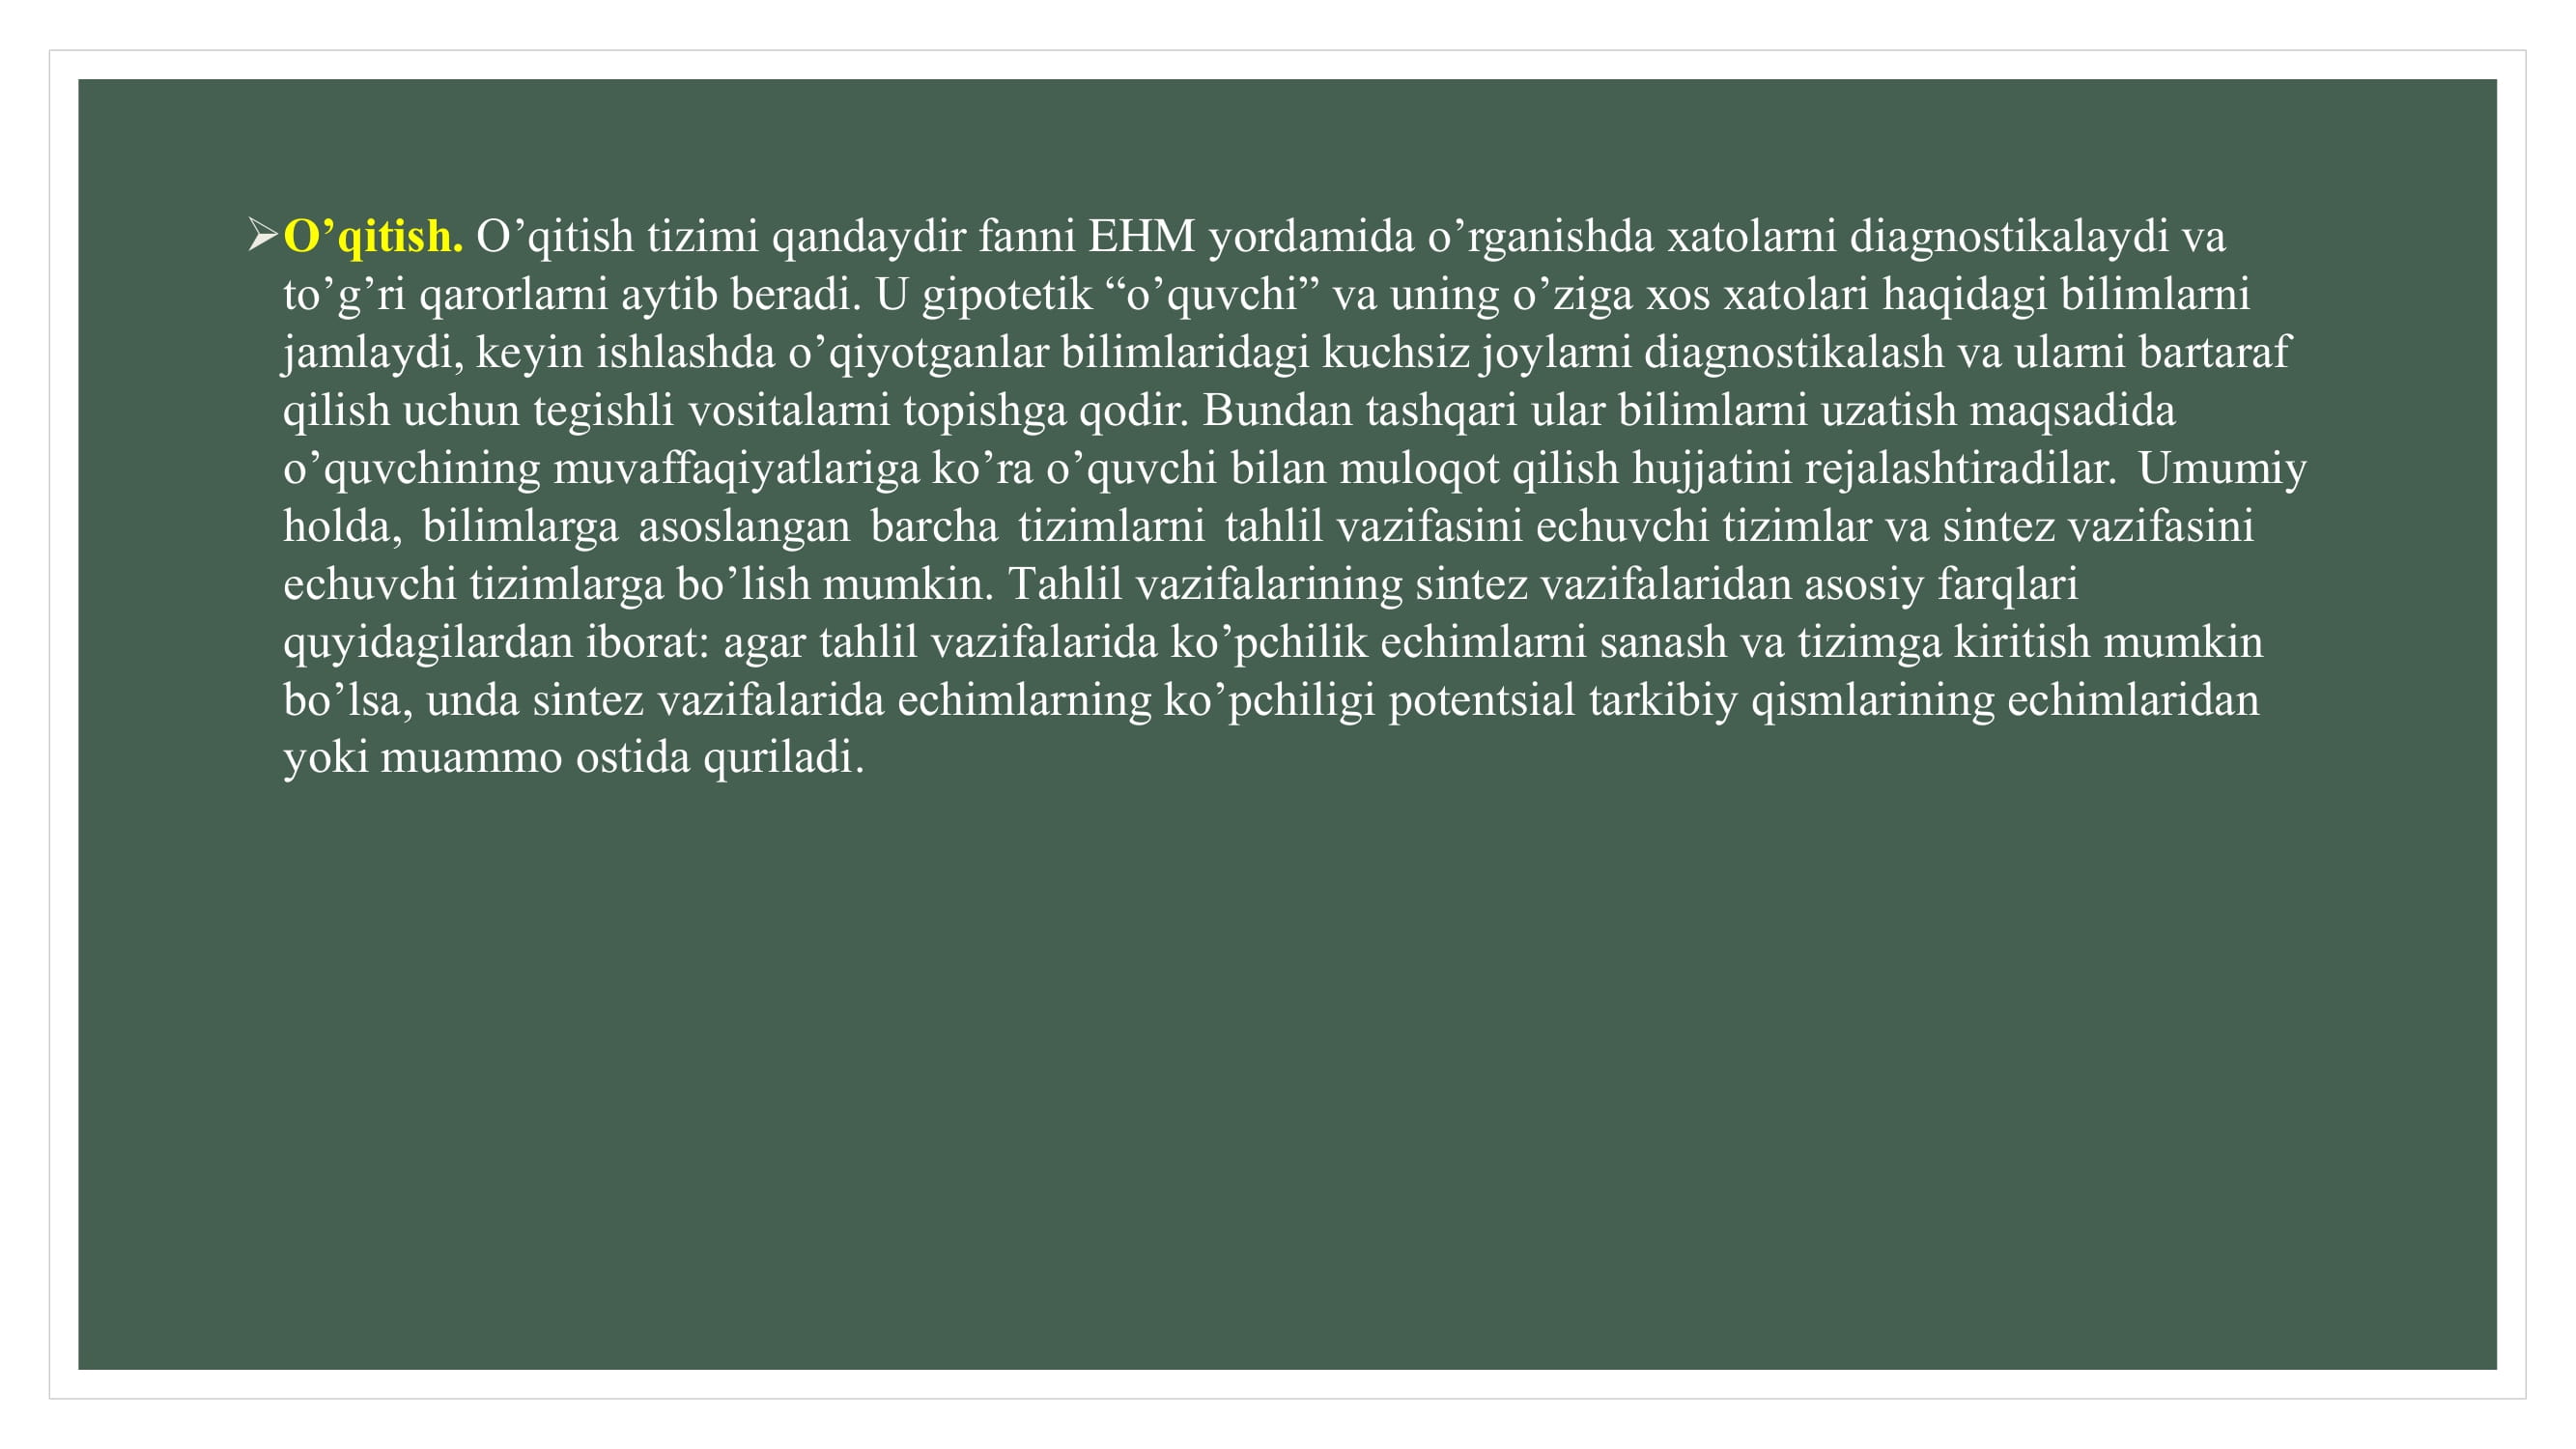 ➢O’qitish. O’qitish tizimi qandaydir fanni EHM yordamida o’rganishda xatolarni diagnostikalaydi va
to’g’ri qarorlarni aytib beradi. U gipotetik “o’quvchi” va uning o’ziga xos xatolari haqidagi bilimlarni
jamlaydi, keyin ishlashda o’qiyotganlar bilimlaridagi kuchsiz joylarni diagnostikalash va ularni bartaraf
qilish uchun tegishli vositalarni topishga qodir. Bundan tashqari ular bilimlarni uzatish maqsadida
o’quvchining muvaffaqiyatlariga ko’ra o’quvchi bilan muloqot qilish hujjatini rejalashtiradilar. Umumiy
holda, bilimlarga asoslangan barcha tizimlarni tahlil vazifasini echuvchi tizimlar va sintez vazifasini
echuvchi tizimlarga bo’lish mumkin. Tahlil vazifalarining sintez vazifalaridan asosiy farqlari
quyidagilardan iborat: agar tahlil vazifalarida ko’pchilik echimlarni sanash va tizimga kiritish mumkin
bo’lsa, unda sintez vazifalarida echimlarning ko’pchiligi potentsial tarkibiy qismlarining echimlaridan
yoki muammo ostida quriladi.